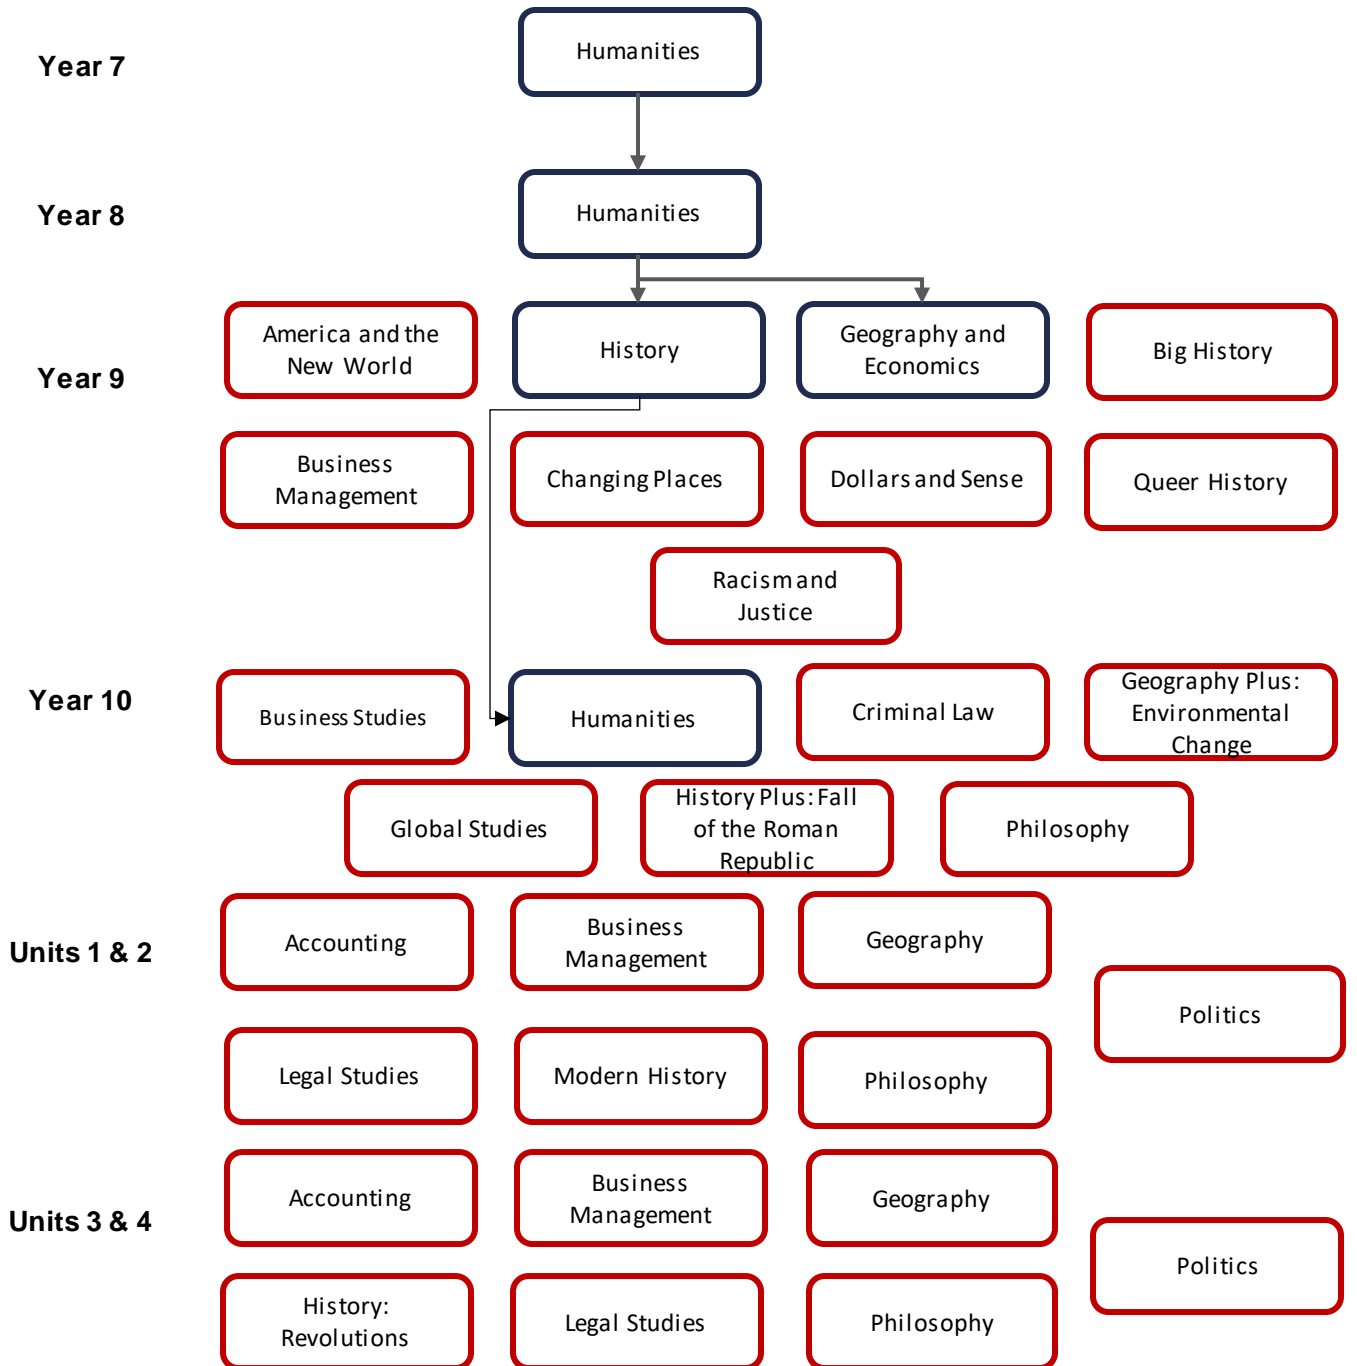 Year 7
Humanities
Year 8
Humanities
Year 9
America and the
New World
History
Geography and
Economics
Big History
Business
Management
Changing Places
Dollars and Sense
Queer History
Racism and
Justice
Year 10
Business Studies
Humanities
Criminal Law
Geography Plus:
Environmental
Change
Global Studies
History Plus: Fall
of the Roman
Republic
Philosophy
Units 1 & 2
Accounting
Business
Management
Geography
Politics
Legal Studies
Modern History
Philosophy
Units 3 & 4
Accounting
Business
Management
Geography
Politics
History:
Revolutions
Legal Studies
Philosophy